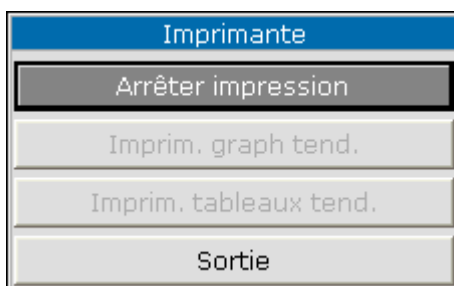 Imprimante
Arrêter impression
Imprim. graph tend.
Imprim. tableaux tend.
Sortie